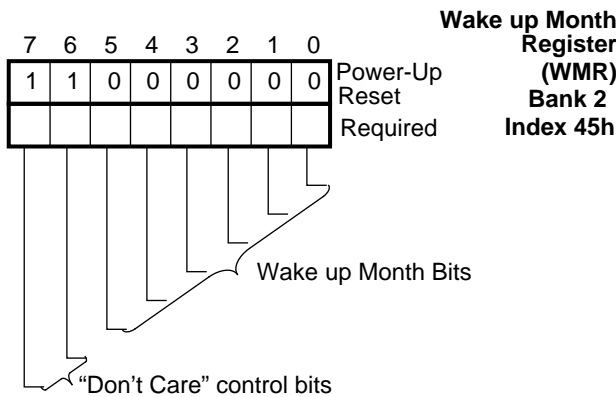 Wake up Month
Register
(WMR)
Bank 2
Index 45h
7 6 5 4 3 2 1 0
1 1 0 0 0 0 0 0 Power-Up
Reset
Required
Wake up Month Bits
“Don’t Care” control bits